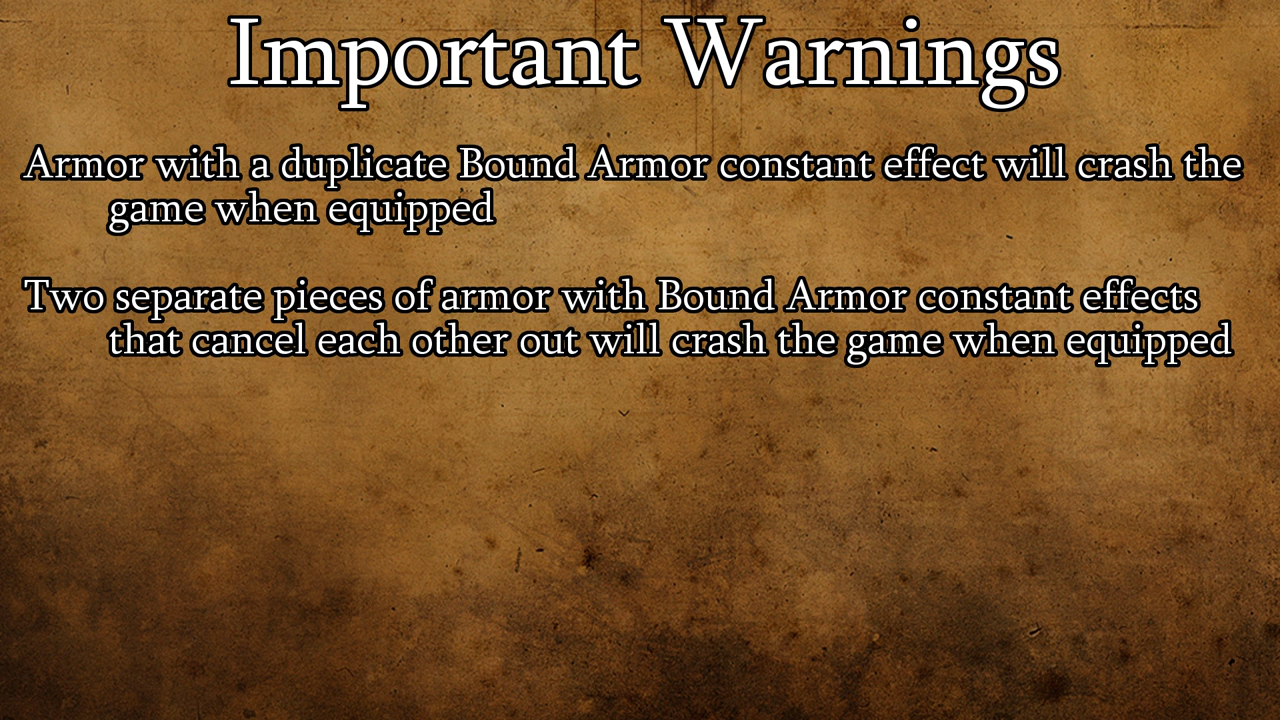 Important Warnings
Armor with a duplicate Bound Armor constant effect will crash the
game when equipped
Two separate pieces of armor with Bound Armor constant effects
that cancel each other out will crash the game when equipped